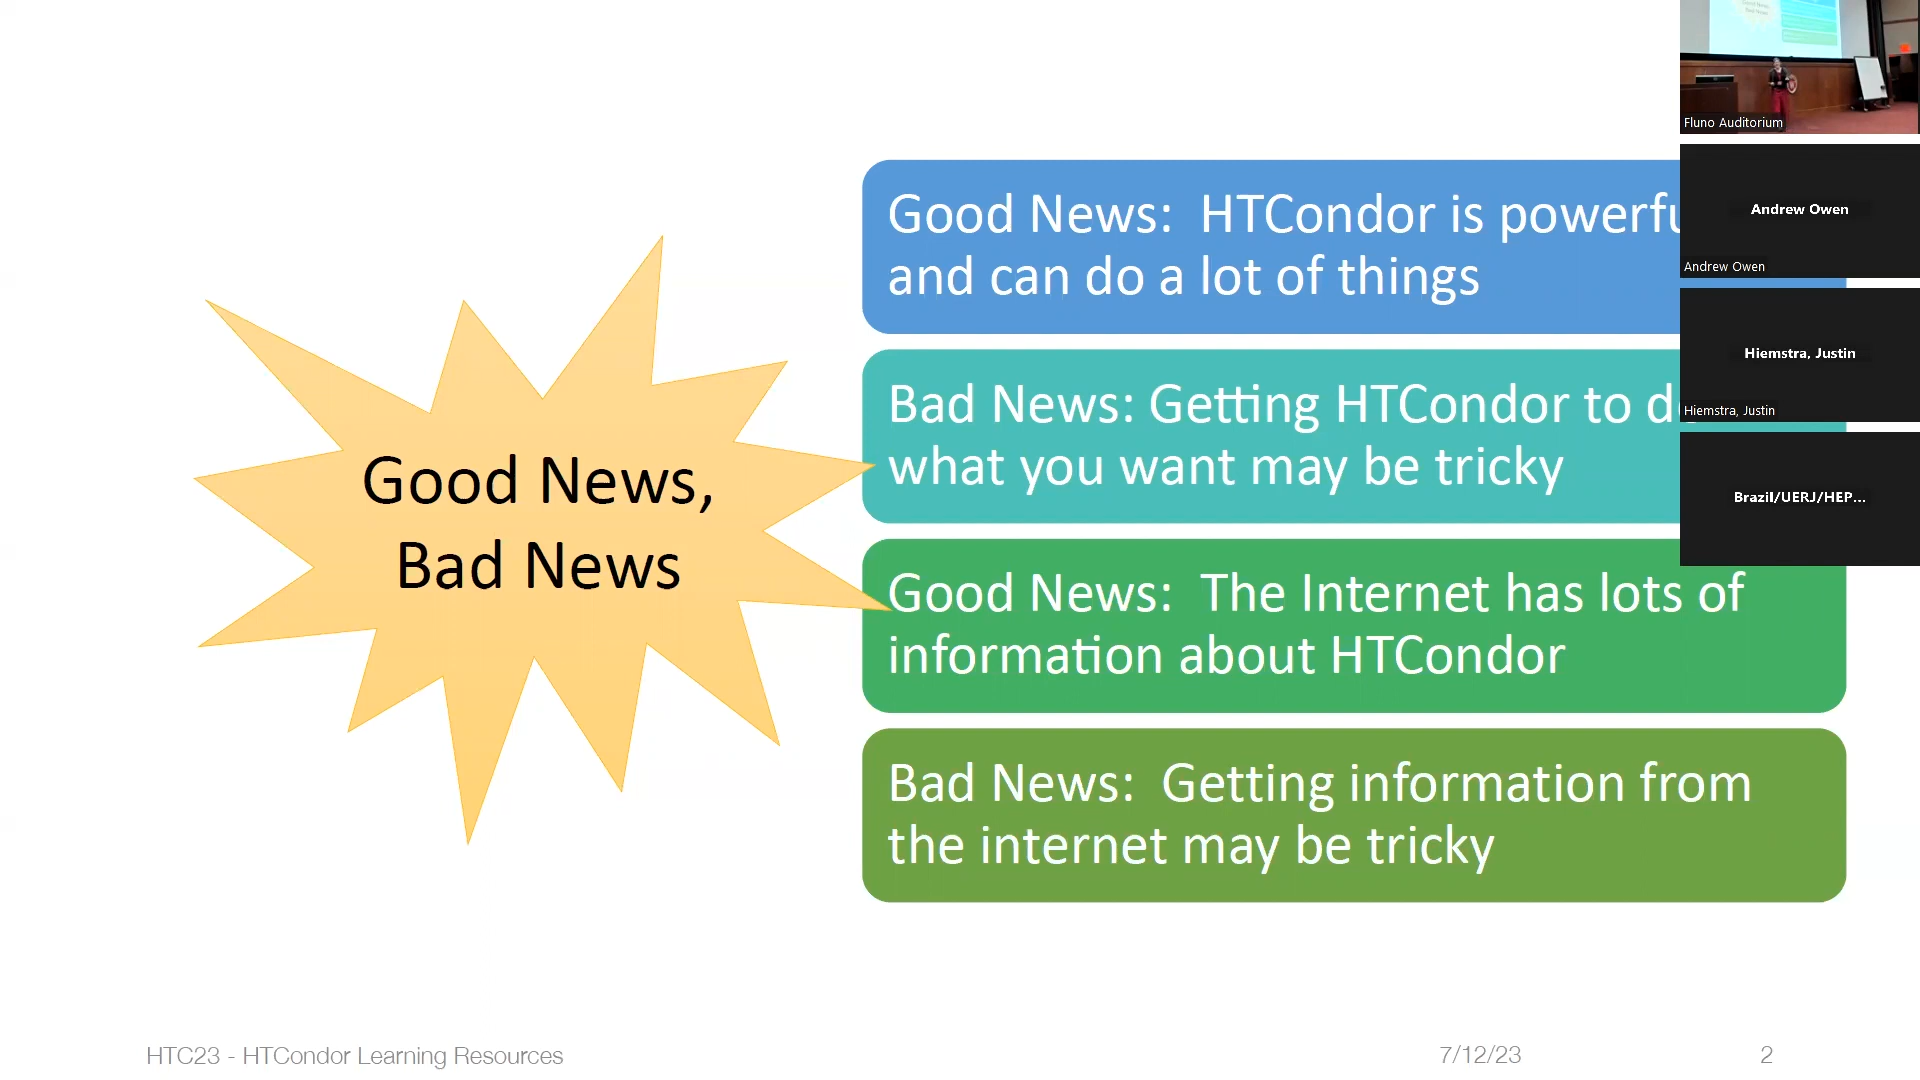 Good News,
Bad News
Good News: HTCondor is powerfu
and can do a lot of things
Bad News: Getting HTCondor to do
what you want may be tricky
Good News: The Internet has lots of
information about HTCondor
Bad News: Getting information from
the internet may be tricky
Fluno Auditorium
Andrew Owen
Andrew Owen
Hiemstra, Justin
Hiemstra, Justin
Brazil/UERJ/HEP...
HTC23 - HTCondor Learning Resources
7/12/23
2